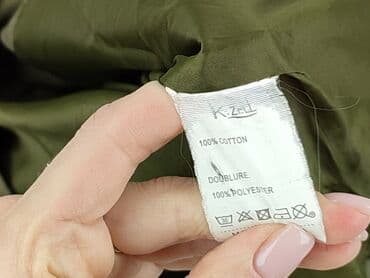 K.Zell
100% COTTON
DOUBLURE
100% POLYESTER